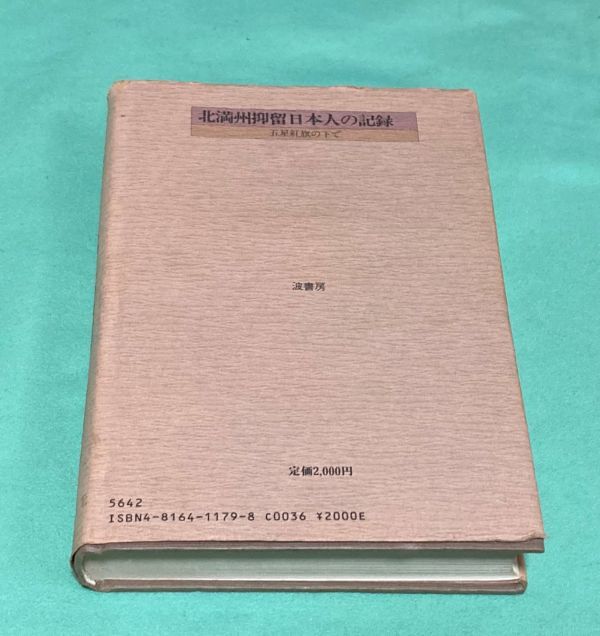 北満州抑留日本人の記録
五星紅旗の下で
波書房
定価2,000円
5642
ISBN4-8164-1179-8 C0036 ¥2000E